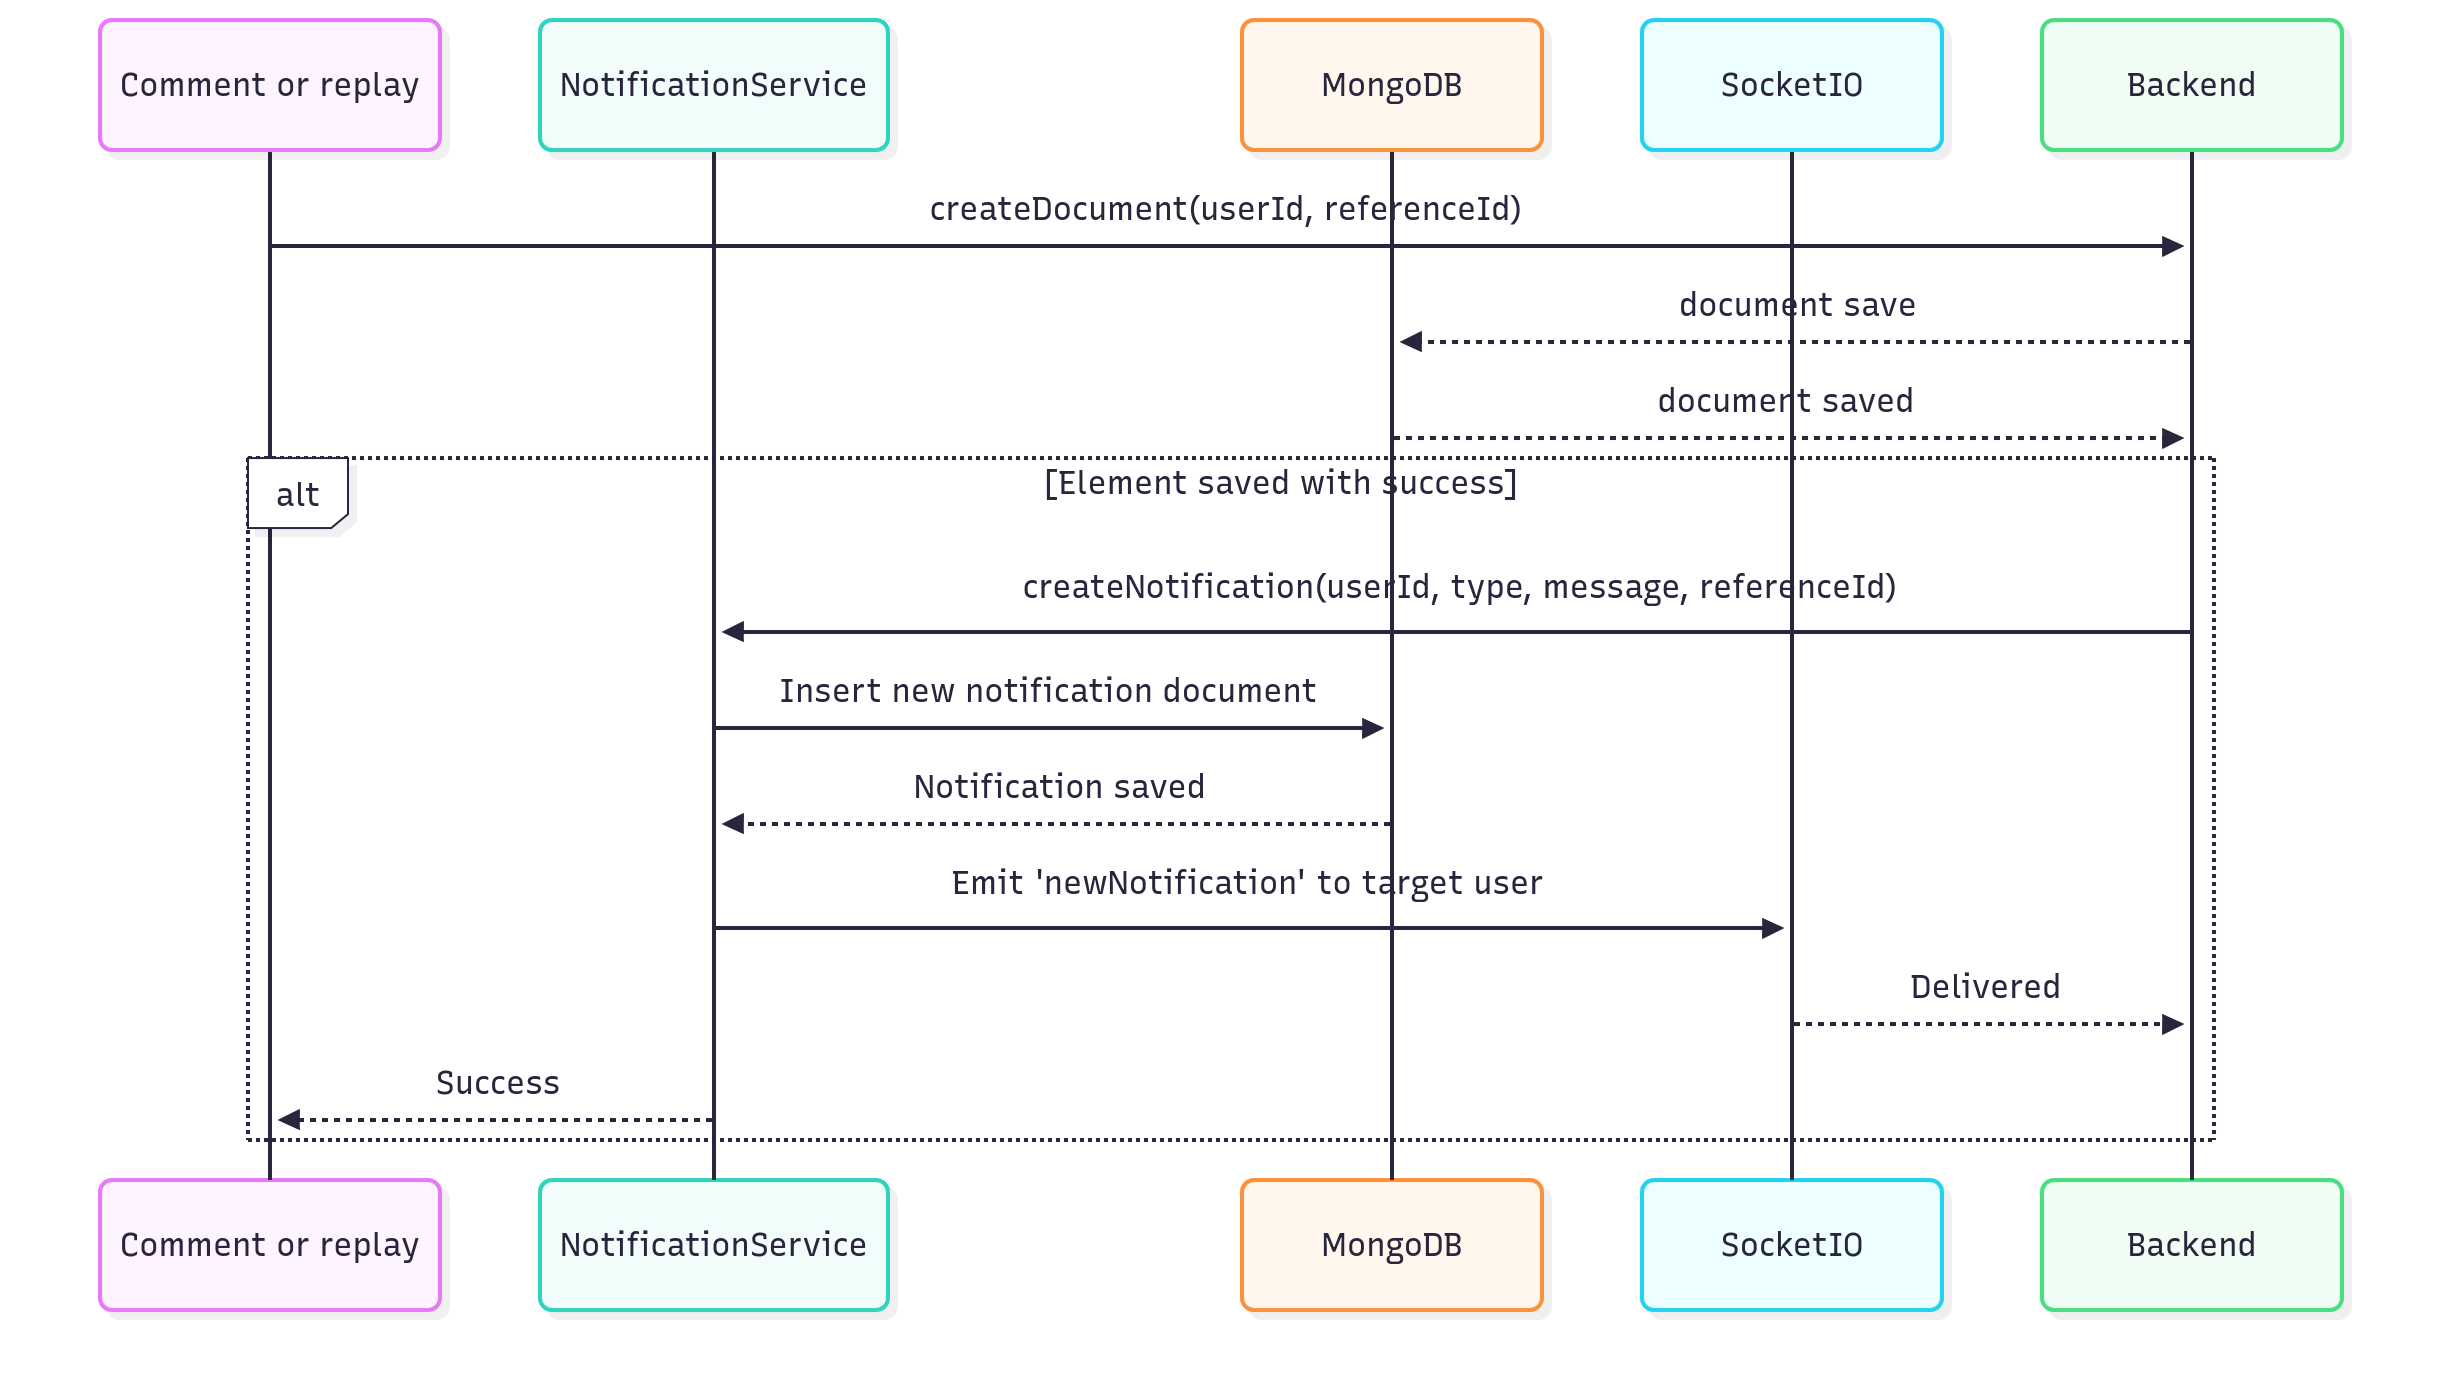 Comment or replay
NotificationService
MongoDB
SocketIO
Backend
createDocument(userId, referenceId)
document save
document saved
alt
[Element saved with success]
createNotification(userId, type, message, referenceId)
Insert new notification document
Notification saved
Emit 'newNotification' to target user
Delivered
Success
Comment or replay
NotificationService
MongoDB
SocketIO
Backend